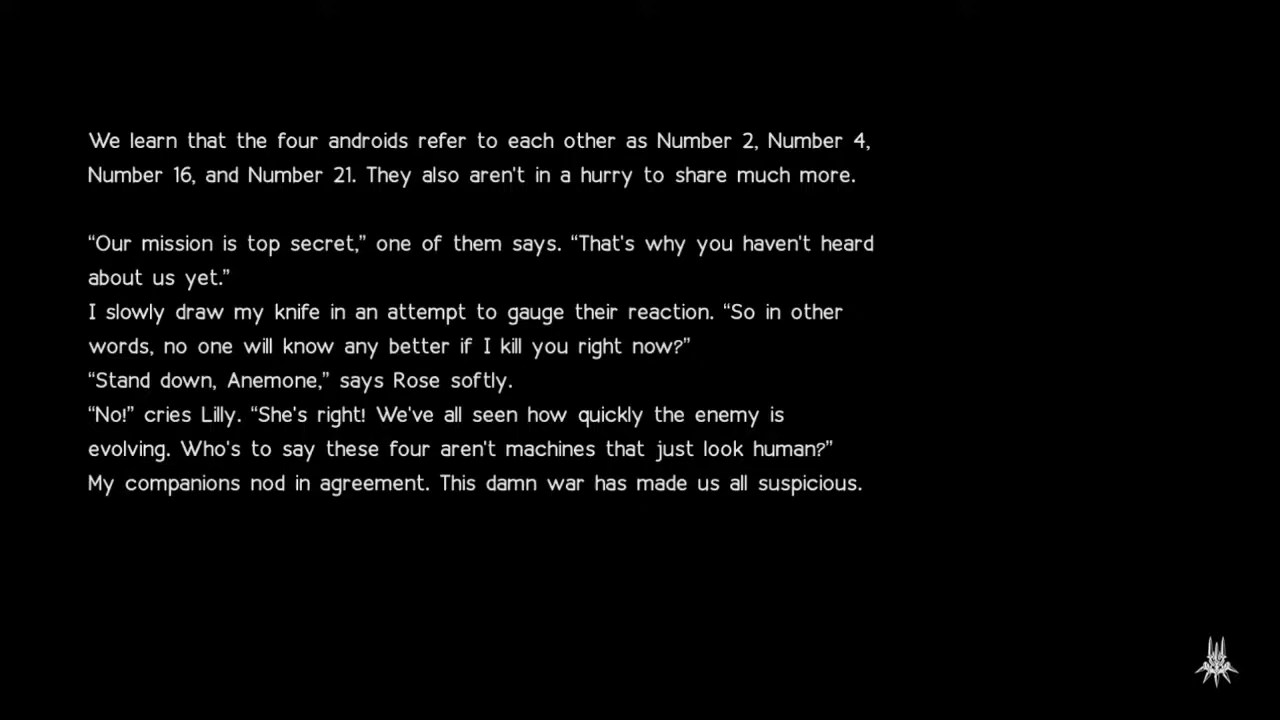 We learn that the four androids refer to each other as Number 2, Number 4,
Number 16, and Number 21. They also aren't in a hurry to share much more.
“Our mission is top secret,” one of them says. “That's why you haven't heard
about us yet.”
I slowly draw my knife in an attempt to gauge their reaction. “So in other
words, no one will know any better if I kill you right now?”
“Stand down, Anemone,” says Rose softly.
“No!” cries Lilly. “She's right! We've all seen how quickly the enemy is
evolving. Who's to say these four aren't machines that just look human?”
My companions nod in agreement. This damn war has made us all suspicious.